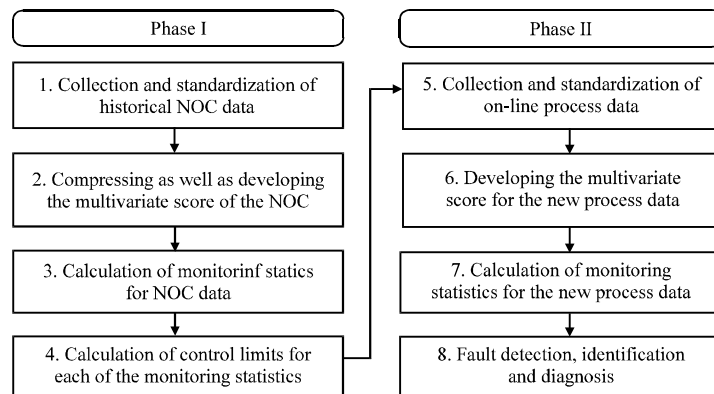 Phase I
1. Collection and standardization of
historical NOC data
2. Compressing as well as developing
the multivariate score of the NOC
3. Calculation of monitorinf statics
for NOC data
4. Calculation of control limits for
each of the monitoring statistics
Phase II
5. Collection and standardization of
on-line process data
6. Developing the multivariate
score for the new process data
7. Calculation of monitoring
statistics for the new process data
8. Fault detection, identification
and diagnosis